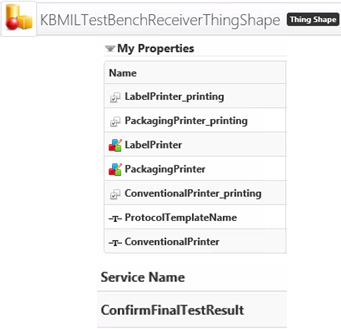 KBMILTestBenchReceiverThingShape Thing Shape
My Properties
Name
LabelPrinter_printing
PackagingPrinter_printing
LabelPrinter
PackagingPrinter
ConventionalPrinter_printing
-T- ProtocolTemplateName
-T- ConventionalPrinter
Service Name
ConfirmFinalTestResult